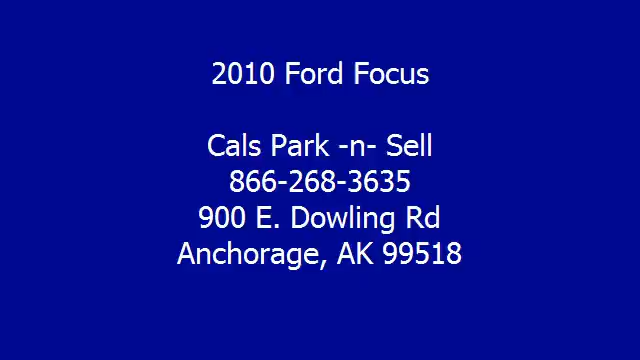 2010 Ford Focus
Cals Park -n- Sell
866-268-3635
900 E. Dowling Rd
Anchorage, AK 99518